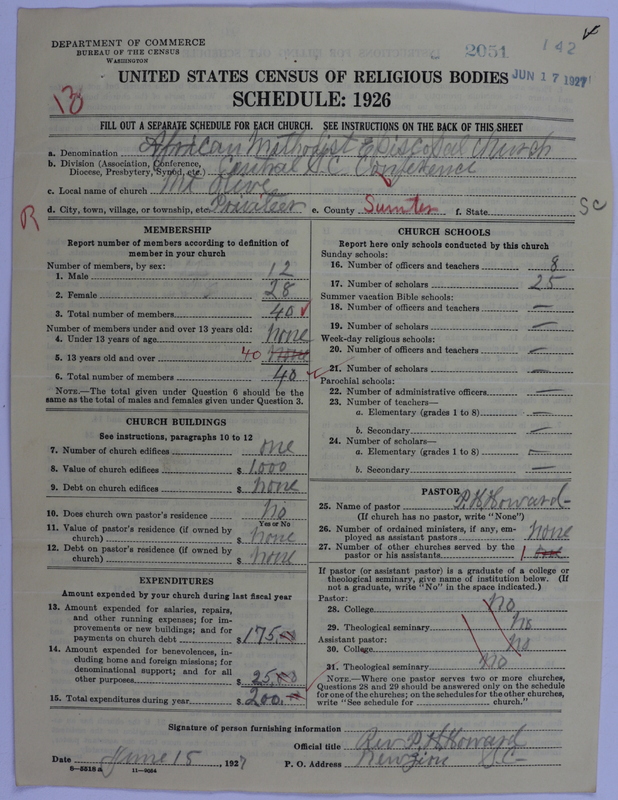 DEPARTMENT OF COMMERCE
BUREAU OF THE CENSUS
WASHINGTON
2051 142
JUN 17 1927
UNITED STATES CENSUS OF RELIGIOUS BODIES
SCHEDULE: 1926
13
FILL OUT A SEPARATE SCHEDULE FOR EACH CHURCH. SEE INSTRUCTIONS ON THE BACK OF THIS SHEET
a. Denomination African Methodist Episcopal Church
b. Division (Association, Conference, Diocese, Presbytery, Synod, etc.) Central S.C. Conference
c. Local name of church Mt Olive
d. City, town, village, or township, etc. Privateer e. County Sumter f. State SC
R
MEMBERSHIP
Report number of members according to definition of
member in your church
Number of members, by sex:
1. Male 12
2. Female 28
3. Total number of members 40
Number of members under and over 13 years old:
4. Under 13 years of age none
5. 13 years old and over 40 none
6. Total number of members 40
NOTE.—The total given under Question 6 should be
same as the total of males and females given under Question 3.
CHURCH BUILDINGS
See instructions, paragraphs 10 to 12
7. Number of church edifices one
8. Value of church edifices $ 1,000
9. Debt on church edifices $ none
10. Does church own pastor's residence no
Yes or No
11. Value of pastor's residence (if owned by
church) $ none
12. Debt on pastor's residence (if owned by
church) $ none
EXPENDITURES
Amount expended by your church during last fiscal year
13. Amount expended for salaries, repairs,
and other running expenses; for im-
provements or new buildings; and for
payments on church debt $ 175.00
14. Amount expended for benevolences, in-
cluding home and foreign missions; for
denominational support; and for all
other purposes $ 25.00
15. Total expenditures during year $ 200.00
CHURCH SCHOOLS
Report here only schools conducted by this church
Sunday schools:
16. Number of officers and teachers 8
17. Number of scholars 25
Summer vacation Bible schools:
18. Number of officers and teachers —
19. Number of scholars —
Week-day religious schools:
20. Number of officers and teachers —
21. Number of scholars —
Parochial schools:
22. Number of administrative officers —
23. Number of teachers—
a. Elementary (grades 1 to 8) —
b. Secondary —
24. Number of scholars—
a. Elementary (grades 1 to 8) —
b. Secondary —
PASTOR
25. Name of pastor P. H. Howard
(If church has no pastor, write "None")
26. Number of ordained ministers, if any, em-
ployed as assistant pastors none
27. Number of other churches served by the
pastor or his assistants 1
If pastor (or assistant pastor) is a graduate of a college or
theological seminary, give name of institution below. (If
not a graduate, write "No" in the space indicated.)
Pastor:
28. College no
29. Theological seminary no
Assistant pastor:
30. College no
31. Theological seminary no
NOTE.—Where one pastor serves two or more churches,
Questions 28 and 29 should be answered only on the schedule
for one of the churches; on the schedules for the other churches,
write "See schedule for church."
Signature of person furnishing information
Official title Rev P. H. Howard
Date June 15, 1927 P. O. Address New Zion S.C.
8—5518 a 11—9084